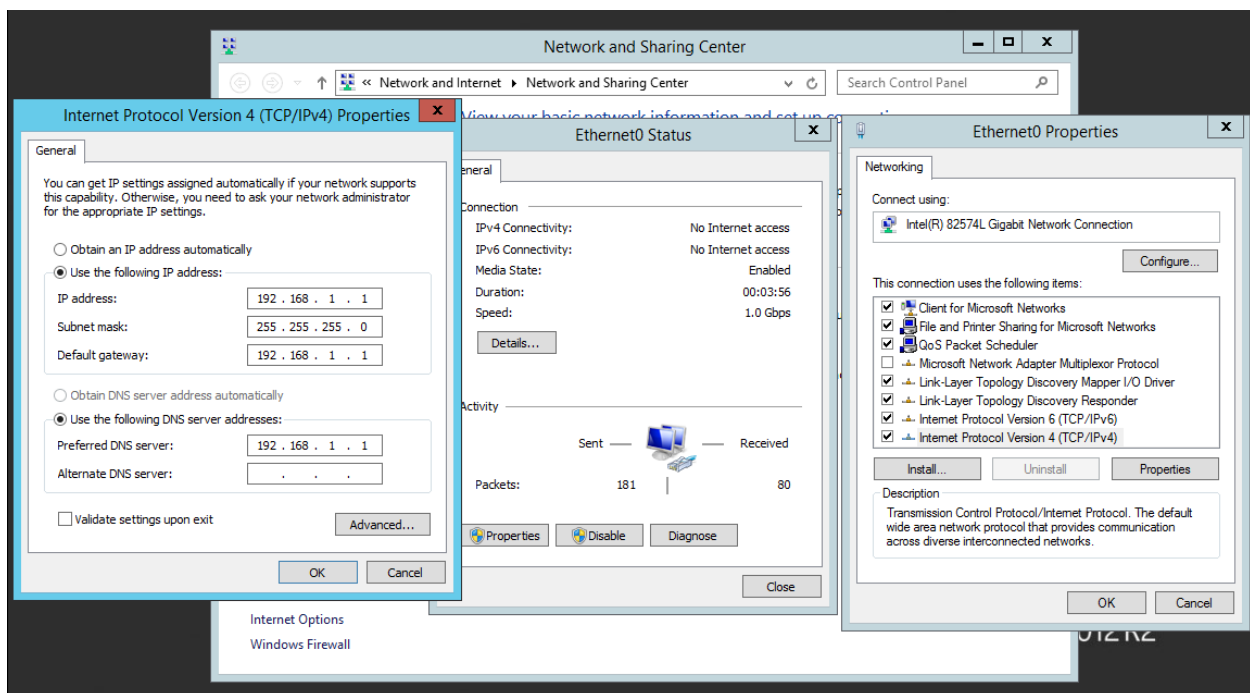 Network and Sharing Center
« Network and Internet Network and Sharing Center
Search Control Panel
View your basic network information and set up
Internet Options
Windows Firewall
Internet Protocol Version 4 (TCP/IPv4) Properties
General
You can get IP settings assigned automatically if your network supports
this capability. Otherwise, you need to ask your network administrator
for the appropriate IP settings.
Obtain an IP address automatically
Use the following IP address:
IP address: 192 . 168 . 1 . 1
Subnet mask: 255 . 255 . 255 . 0
Default gateway: 192 . 168 . 1 . 1
Obtain DNS server address automatically
Use the following DNS server addresses:
Preferred DNS server: 192 . 168 . 1 . 1
Alternate DNS server: . . .
Validate settings upon exit
Advanced...
OK Cancel
Ethernet0 Status
eneral
Connection
IPv4 Connectivity: No Internet access
IPv6 Connectivity: No Internet access
Media State: Enabled
Duration: 00:03:56
Speed: 1.0 Gbps
Details...
Activity
Sent Received
Packets: 181 80
Properties Disable Diagnose
Close
Ethernet0 Properties
Networking
Connect using:
Intel(R) 82574L Gigabit Network Connection
Configure...
This connection uses the following items:
Client for Microsoft Networks
File and Printer Sharing for Microsoft Networks
QoS Packet Scheduler
Microsoft Network Adapter Multiplexor Protocol
Link-Layer Topology Discovery Mapper I/O Driver
Link-Layer Topology Discovery Responder
Internet Protocol Version 6 (TCP/IPv6)
Internet Protocol Version 4 (TCP/IPv4)
Install... Uninstall Properties
Description
Transmission Control Protocol/Internet Protocol. The default
wide area network protocol that provides communication
across diverse interconnected networks.
OK Cancel